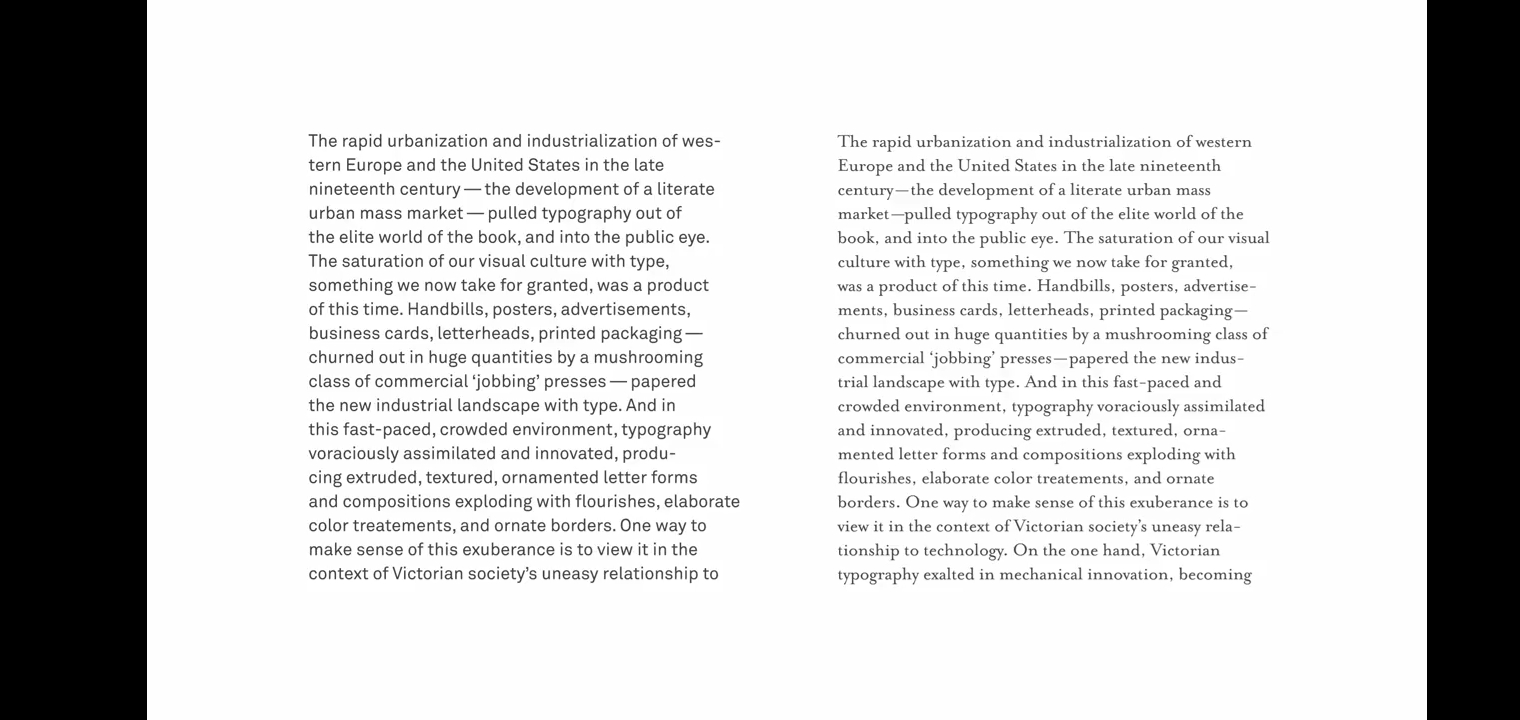 The rapid urbanization and industrialization of wes-
tern Europe and the United States in the late
nineteenth century — the development of a literate
urban mass market — pulled typography out of
the elite world of the book, and into the public eye.
The saturation of our visual culture with type,
something we now take for granted, was a product
of this time. Handbills, posters, advertisements,
business cards, letterheads, printed packaging —
churned out in huge quantities by a mushrooming
class of commercial ‘jobbing’ presses — papered
the new industrial landscape with type. And in
this fast-paced, crowded environment, typography
voraciously assimilated and innovated, produ-
cing extruded, textured, ornamented letter forms
and compositions exploding with flourishes, elaborate
color treatements, and ornate borders. One way to
make sense of this exuberance is to view it in the
context of Victorian society’s uneasy relationship to
The rapid urbanization and industrialization of western
Europe and the United States in the late nineteenth
century—the development of a literate urban mass
market—pulled typography out of the elite world of the
book, and into the public eye. The saturation of our visual
culture with type, something we now take for granted,
was a product of this time. Handbills, posters, advertise-
ments, business cards, letterheads, printed packaging—
churned out in huge quantities by a mushrooming class of
commercial ‘jobbing’ presses—papered the new indus-
trial landscape with type. And in this fast-paced and
crowded environment, typography voraciously assimilated
and innovated, producing extruded, textured, orna-
mented letter forms and compositions exploding with
flourishes, elaborate color treatments, and ornate
borders. One way to make sense of this exuberance is to
view it in the context of Victorian society’s uneasy rela-
tionship to technology. On the one hand, Victorian
typography exalted in mechanical innovation, becoming